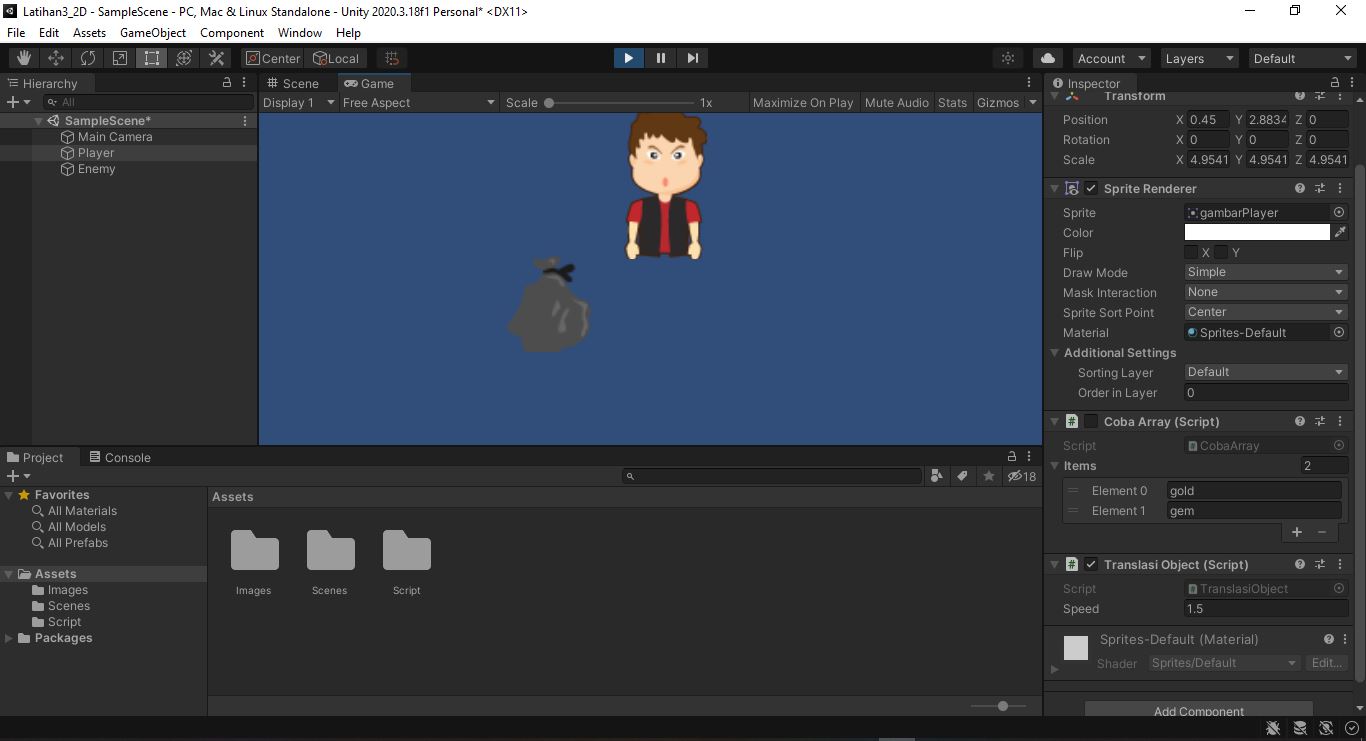 Latihan3_2D - SampleScene - PC, Mac & Linux Standalone - Unity 2020.3.18f1 Personal* <DX11>
File Edit Assets GameObject Component Window Help
Center Local Account Layers Default
Hierarchy
All
SampleScene*
Main Camera
Player
Enemy
Scene Game
Display 1 Free Aspect Scale 1x Maximize On Play Mute Audio Stats Gizmos
Inspector
Transform
Position X 0.45 Y 2.8834 Z 0
Rotation X 0 Y 0 Z 0
Scale X 4.9541 Y 4.9541 Z 4.9541
Sprite Renderer
Sprite gambarPlayer
Color
Flip X Y
Draw Mode Simple
Mask Interaction None
Sprite Sort Point Center
Material Sprites-Default
Additional Settings
Sorting Layer Default
Order in Layer 0
# Coba Array (Script)
Script CobaArray
Items 2
Element 0 gold
Element 1 gem
+ −
# Translasi Object (Script)
Script TranslasiObject
Speed 1.5
Sprites-Default (Material)
Shader Sprites/Default Edit...
Add Component
Project Console
18
Favorites
All Materials
All Models
All Prefabs
Assets
Images
Scenes
Script
Packages
Assets
Images Scenes Script